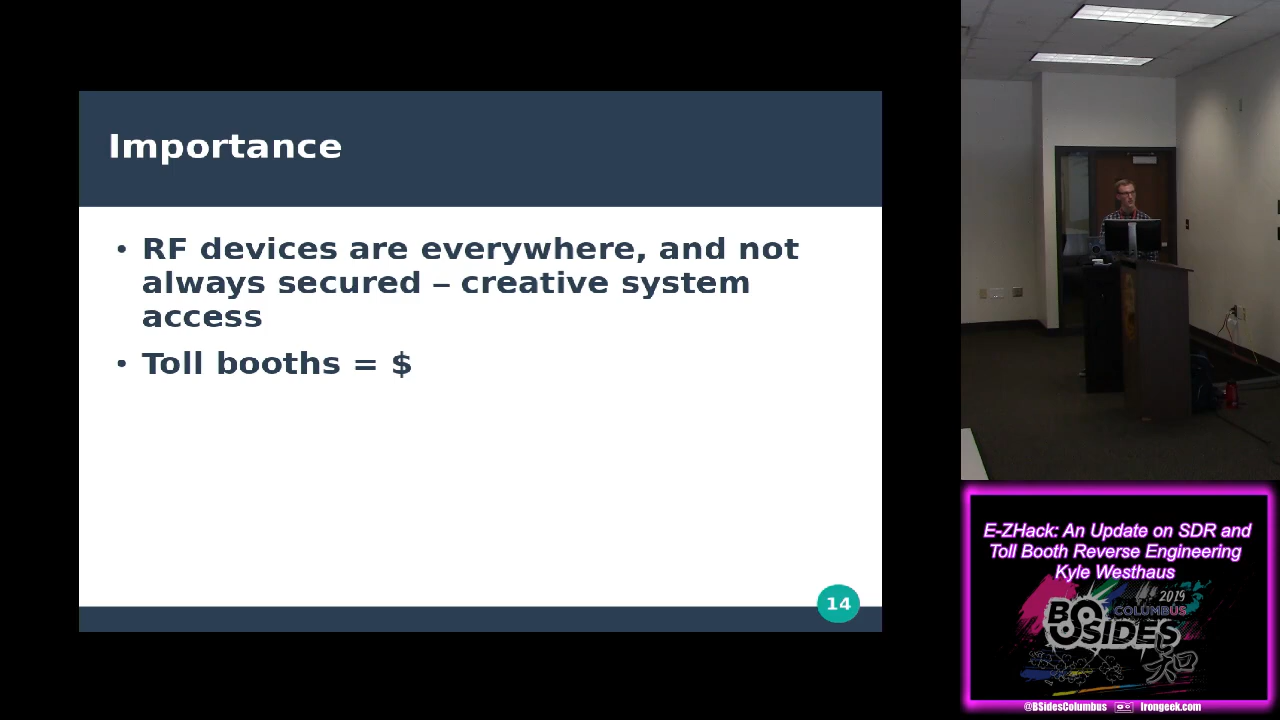 Importance
• RF devices are everywhere, and not
always secured – creative system
access
• Toll booths = $
14
E-ZHack: An Update on SDR and
Toll Booth Reverse Engineering
Kyle Westhaus
2019
BSIDES
COLUMBUS
@BSidesColumbus irongeek.com